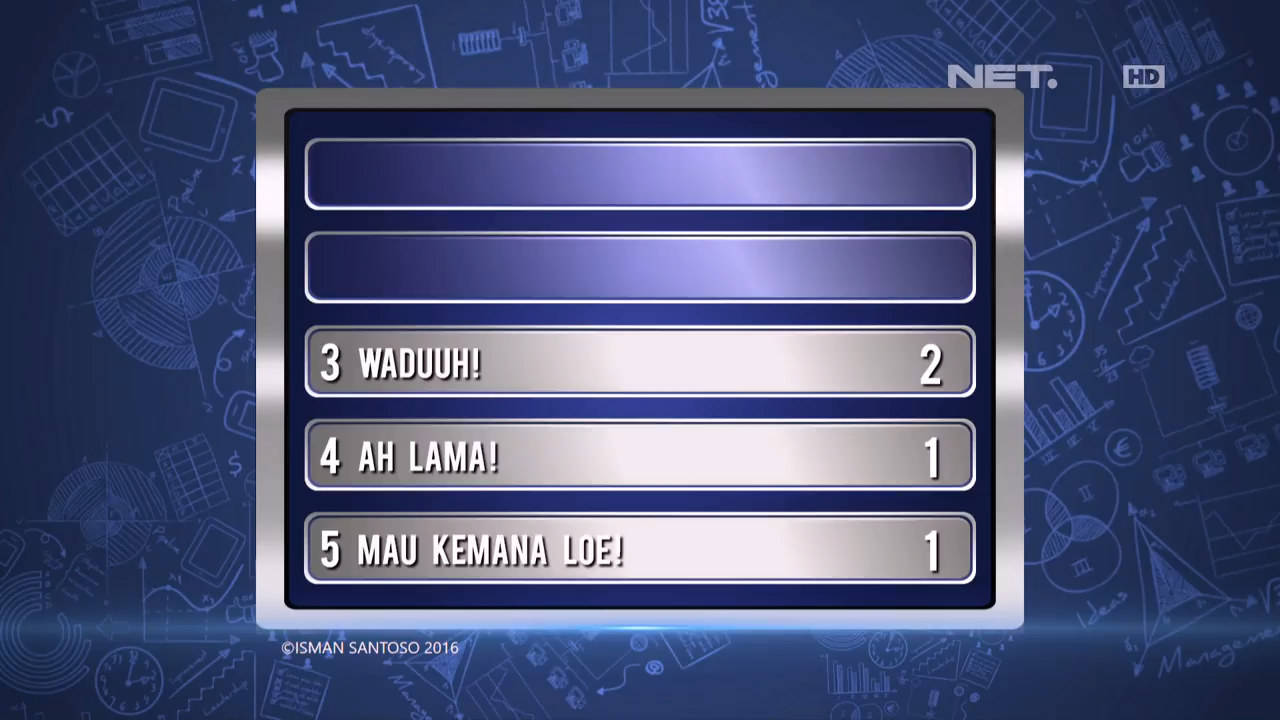 NET. HD
3 WADUUH! 2
4 AH LAMA! 1
5 MAU KEMANA LOE! 1
©ISMAN SANTOSO 2016